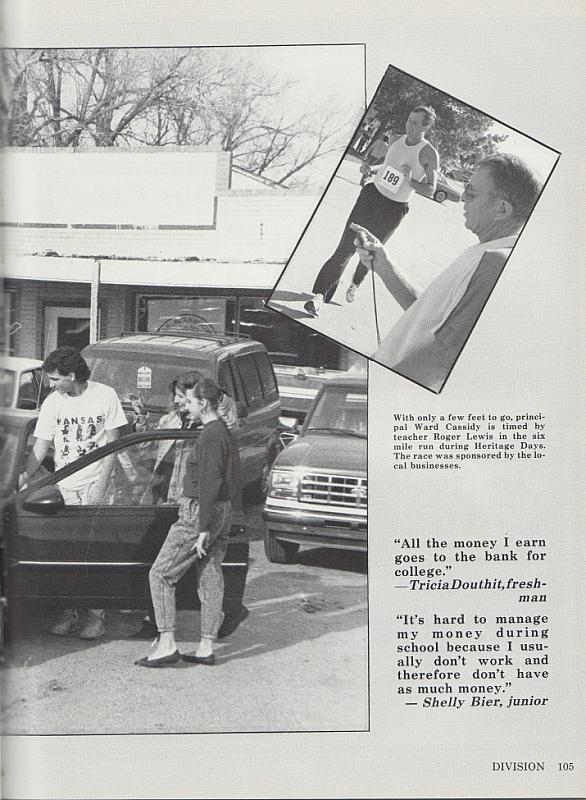 189
KANSAS
With only a few feet to go, princi-
pal Ward Cassidy is timed by
teacher Roger Lewis in the six
mile run during Heritage Days.
The race was sponsored by the lo-
cal businesses.
“All the money I earn
goes to the bank for
college.”
—Tricia Douthit, fresh-
man
“It's hard to manage
my money during
school because I usu-
ally don't work and
therefore don't have
as much money.”
— Shelly Bier, junior
DIVISION 105